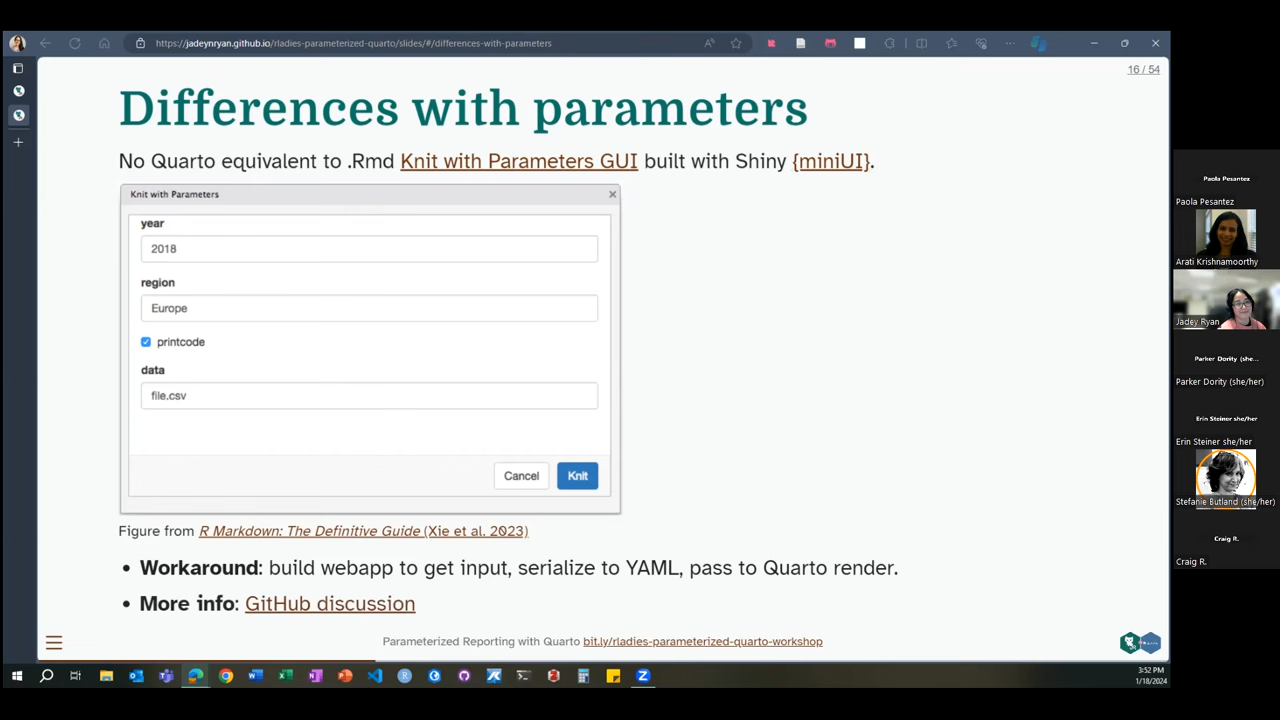 https://jadeynryan.github.io/rladies-parameterized-quarto/slides/#/differences-with-parameters
16 / 54
Differences with parameters
No Quarto equivalent to .Rmd Knit with Parameters GUI built with Shiny {miniUI}.
Knit with Parameters
year
2018
region
Europe
printcode
data
file.csv
Cancel
Knit
Figure from R Markdown: The Definitive Guide (Xie et al. 2023)
• Workaround: build webapp to get input, serialize to YAML, pass to Quarto render.
• More info: GitHub discussion
Parameterized Reporting with Quarto bit.ly/rladies-parameterized-quarto-workshop
3:52 PM
1/18/2024
Paola Pesantez
Paola Pesantez
Arati Krishnamoorthy
Jadey Ryan
Parker Dority (she...
Parker Dority (she/her)
Erin Steiner she/her
Erin Steiner she/her
Stefanie Butland (she/her)
Craig R.
Craig R.